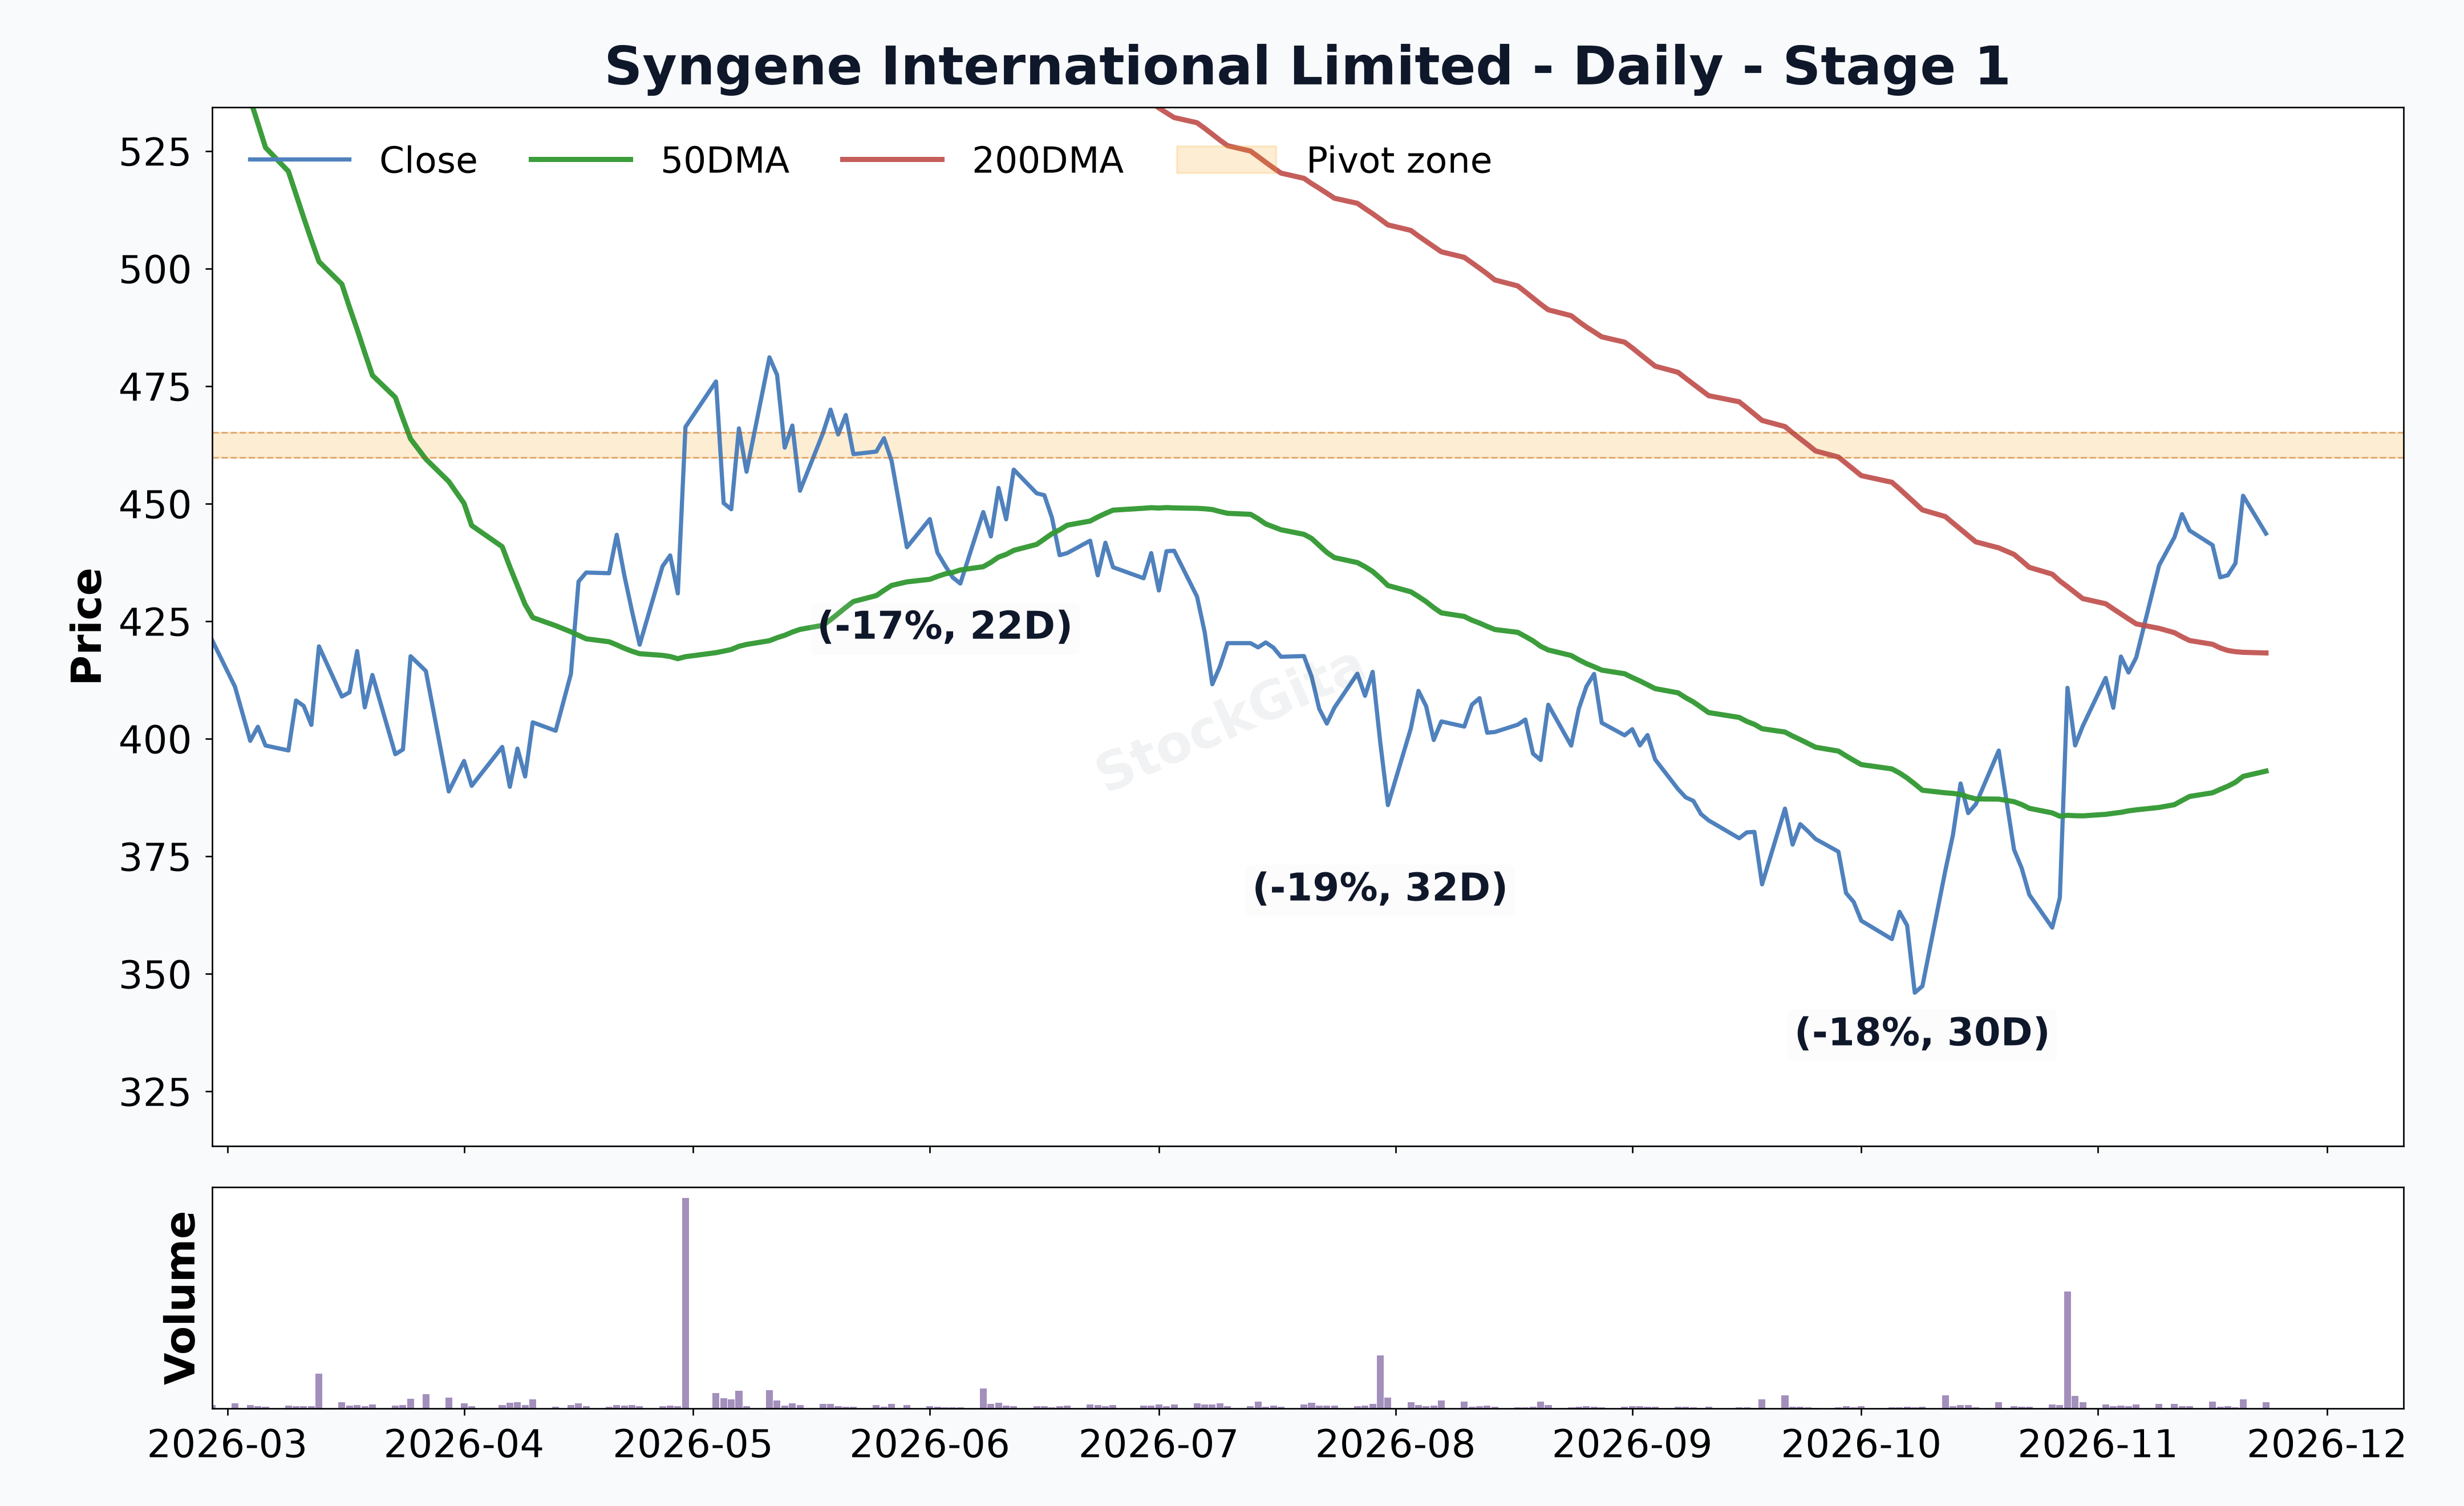 Syngene International Limited - Daily - Stage 1
Close 50DMA 200DMA Pivot zone
525
500
475
450
425
400
375
350
325
Price
(-17%, 22D)
StockGita
(-19%, 32D)
(-18%, 30D)
Volume
2026-03 2026-04 2026-05 2026-06 2026-07 2026-08 2026-09 2026-10 2026-11 2026-12